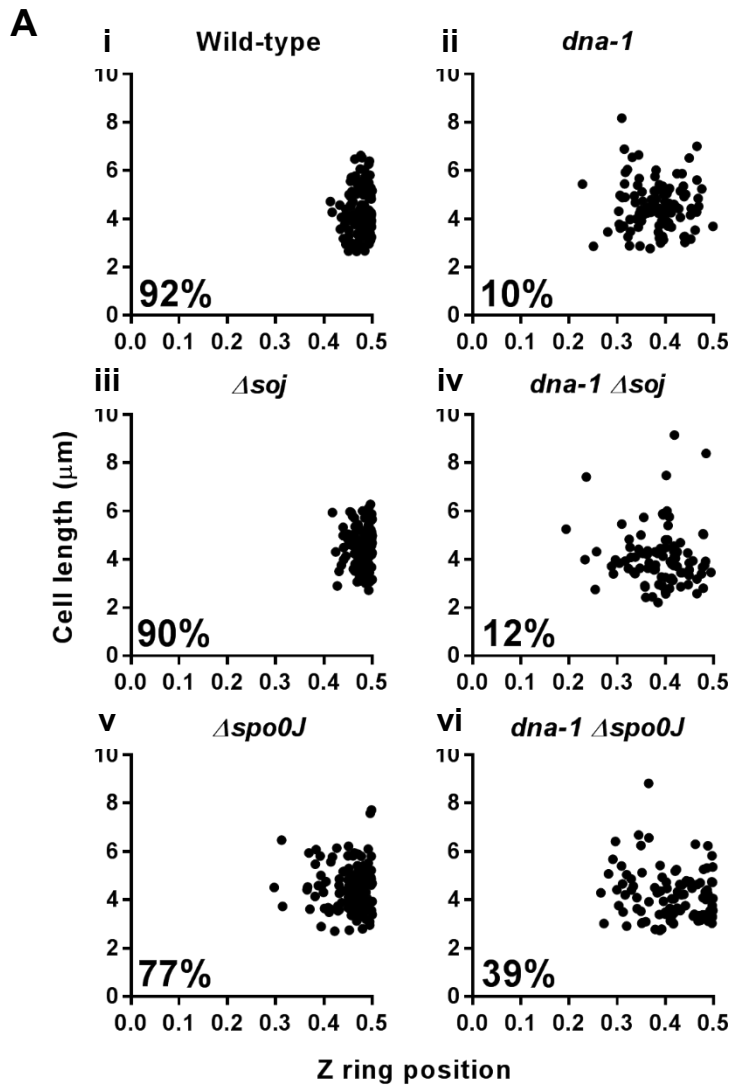 A
i Wild-type
ii dna-1
10
8
6
4
2
0
92%
0.0 0.1 0.2 0.3 0.4 0.5
10
8
6
4
2
0
10%
0.0 0.1 0.2 0.3 0.4 0.5
iii Δsoj
iv dna-1 Δsoj
10
8
6
4
2
0
90%
0.0 0.1 0.2 0.3 0.4 0.5
10
8
6
4
2
0
12%
0.0 0.1 0.2 0.3 0.4 0.5
Cell length (μm)
v Δspo0J
vi dna-1 Δspo0J
10
8
6
4
2
0
77%
0.0 0.1 0.2 0.3 0.4 0.5
10
8
6
4
2
0
39%
0.0 0.1 0.2 0.3 0.4 0.5
Z ring position